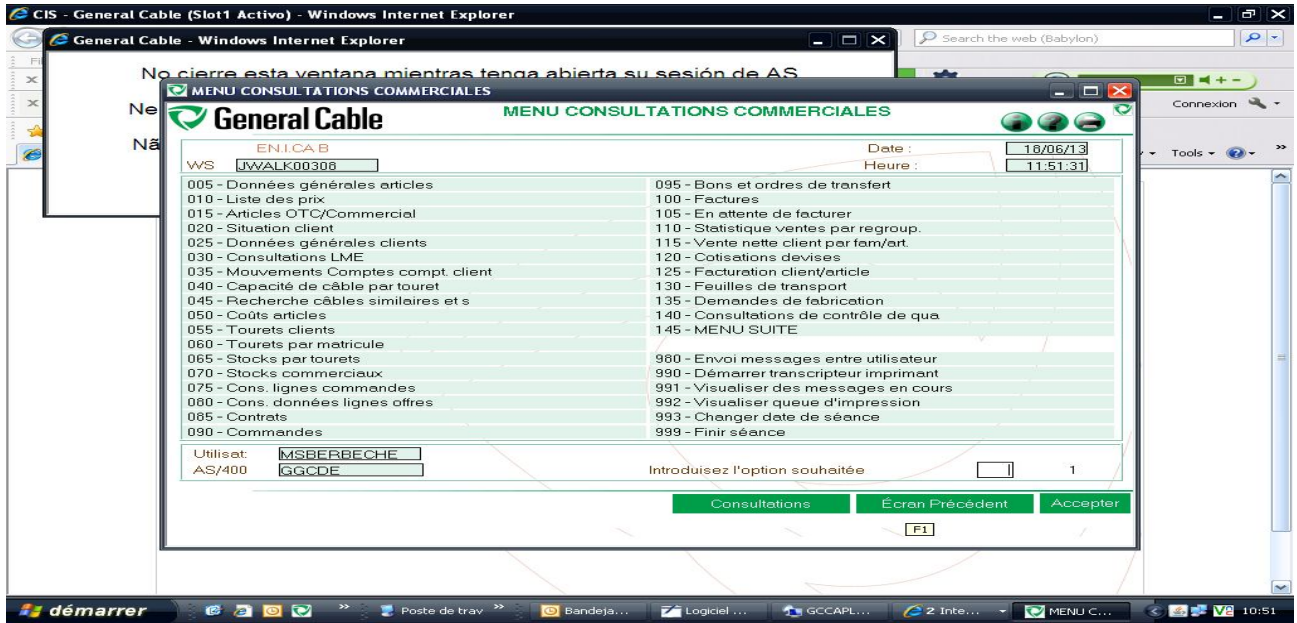 CIS - General Cable (Slot1 Activo) - Windows Internet Explorer
General Cable - Windows Internet Explorer
Search the web (Babylon)
No cierre esta ventana mientras tenga abierta su sesión de AS
Ne
Nã
Connexion
Tools
MENU CONSULTATIONS COMMERCIALES
General Cable
MENU CONSULTATIONS COMMERCIALES
EN.I.CA B
Date : 18/06/13
WS JWALK00308
Heure : 11:51:31
005 - Données générales articles
010 - Liste des prix
015 - Articles OTC/Commercial
020 - Situation client
025 - Données générales clients
030 - Consultations LME
035 - Mouvements Comptes compt. client
040 - Capacité de câble par touret
045 - Recherche câbles similaires et s
050 - Coûts articles
055 - Tourets clients
060 - Tourets par matricule
065 - Stocks par tourets
070 - Stocks commerciaux
075 - Cons. lignes commandes
080 - Cons. données lignes offres
085 - Contrats
090 - Commandes
095 - Bons et ordres de transfert
100 - Factures
105 - En attente de facturer
110 - Statistique ventes par regroup.
115 - Vente nette client par fam/art.
120 - Cotisations devises
125 - Facturation client/article
130 - Feuilles de transport
135 - Demandes de fabrication
140 - Consultations de contrôle de qua
145 - MENU SUITE
980 - Envoi messages entre utilisateur
990 - Démarrer transcripteur imprimant
991 - Visualiser des messages en cours
992 - Visualiser queue d'impression
993 - Changer date de séance
999 - Finir séance
Utilisat: MSBERBECHE
AS/400 GGCDE
Introduisez l'option souhaitée 1
Consultations Écran Précédent Accepter
F1
démarrer
Poste de trav
Bandeja...
Logiciel ...
GCCAPL...
2 Inte...
MENU C...
10:51